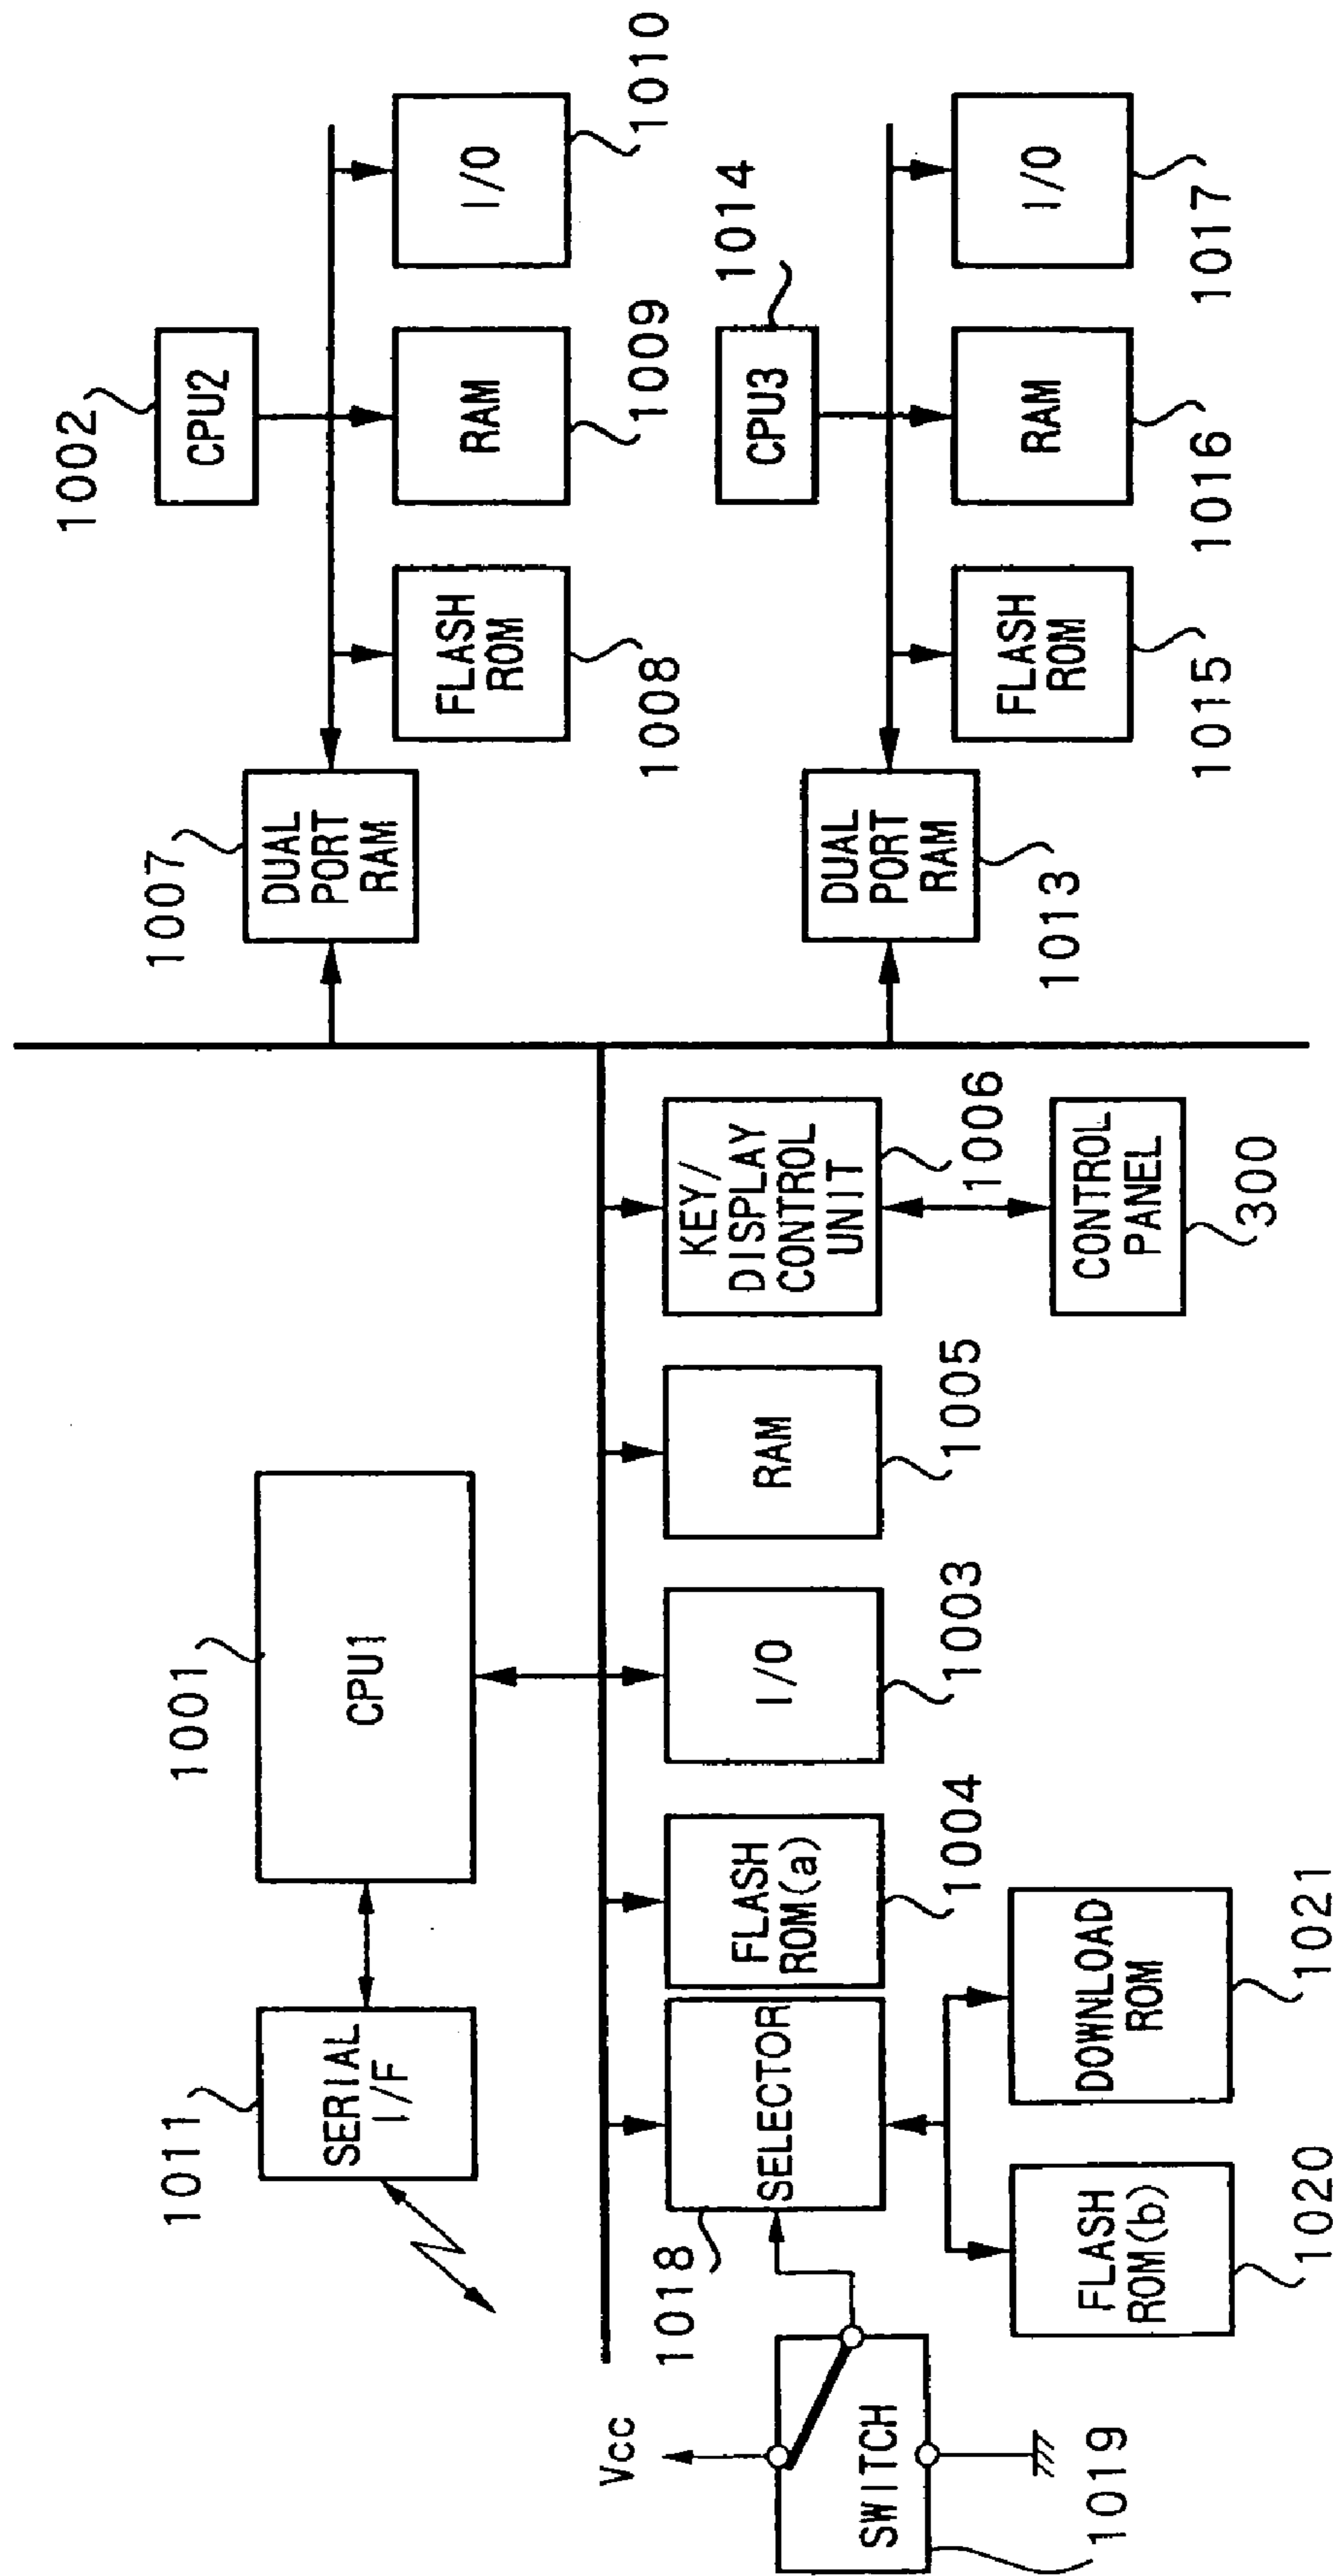 1002
CPU2
1007
DUAL
PORT
RAM
FLASH
ROM
1008
RAM
1009
I/O
1010
1014
CPU3
DUAL
PORT
RAM
1013
FLASH
ROM
1015
RAM
1016
I/O
1017
1011
SERIAL
I/F
1001
CPU1
Vcc
SWITCH
1019
1018
SELECTOR
FLASH
ROM(a)
1004
I/O
1003
RAM
1005
KEY/
DISPLAY
CONTROL
UNIT
1006
CONTROL
PANEL
300
FLASH
ROM(b)
1020
DOWNLOAD
ROM
1021